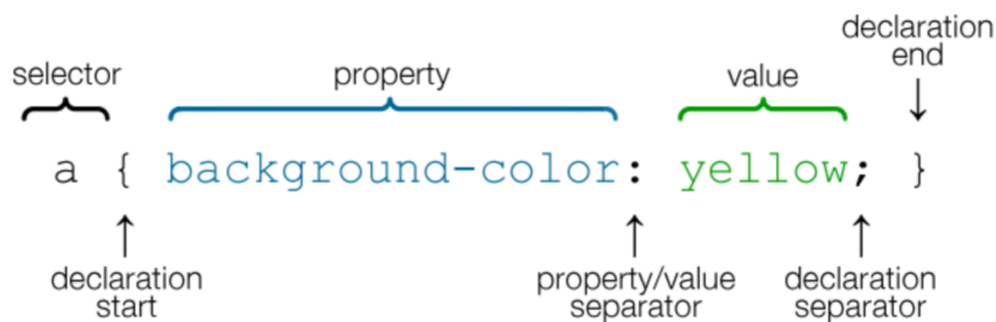 declaration
end
selector
property
value
a { background-color: yellow; }
declaration
start
property/value
separator
declaration
separator